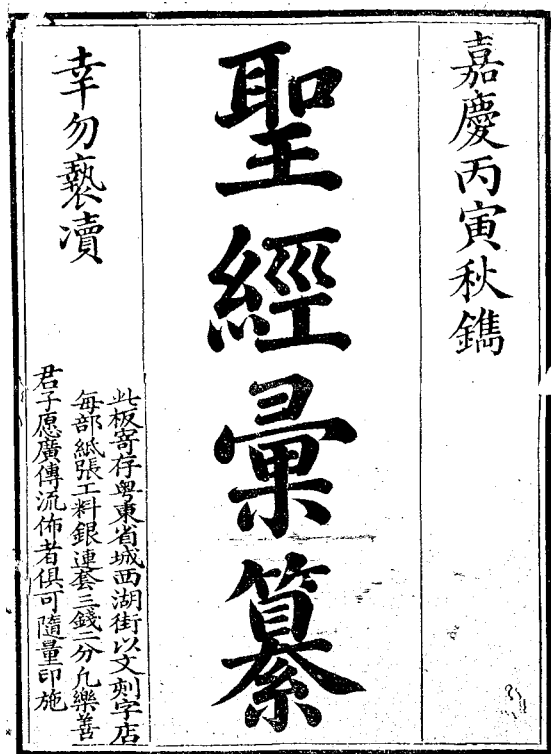 嘉慶丙寅秋鐫
聖經彙纂
幸勿褻瀆
此板寄存粵東省城西湖街以文刻字店
每部紙張工料銀連套三錢二分凢樂善
君子愿廣傳流佈者俱可隨量印施